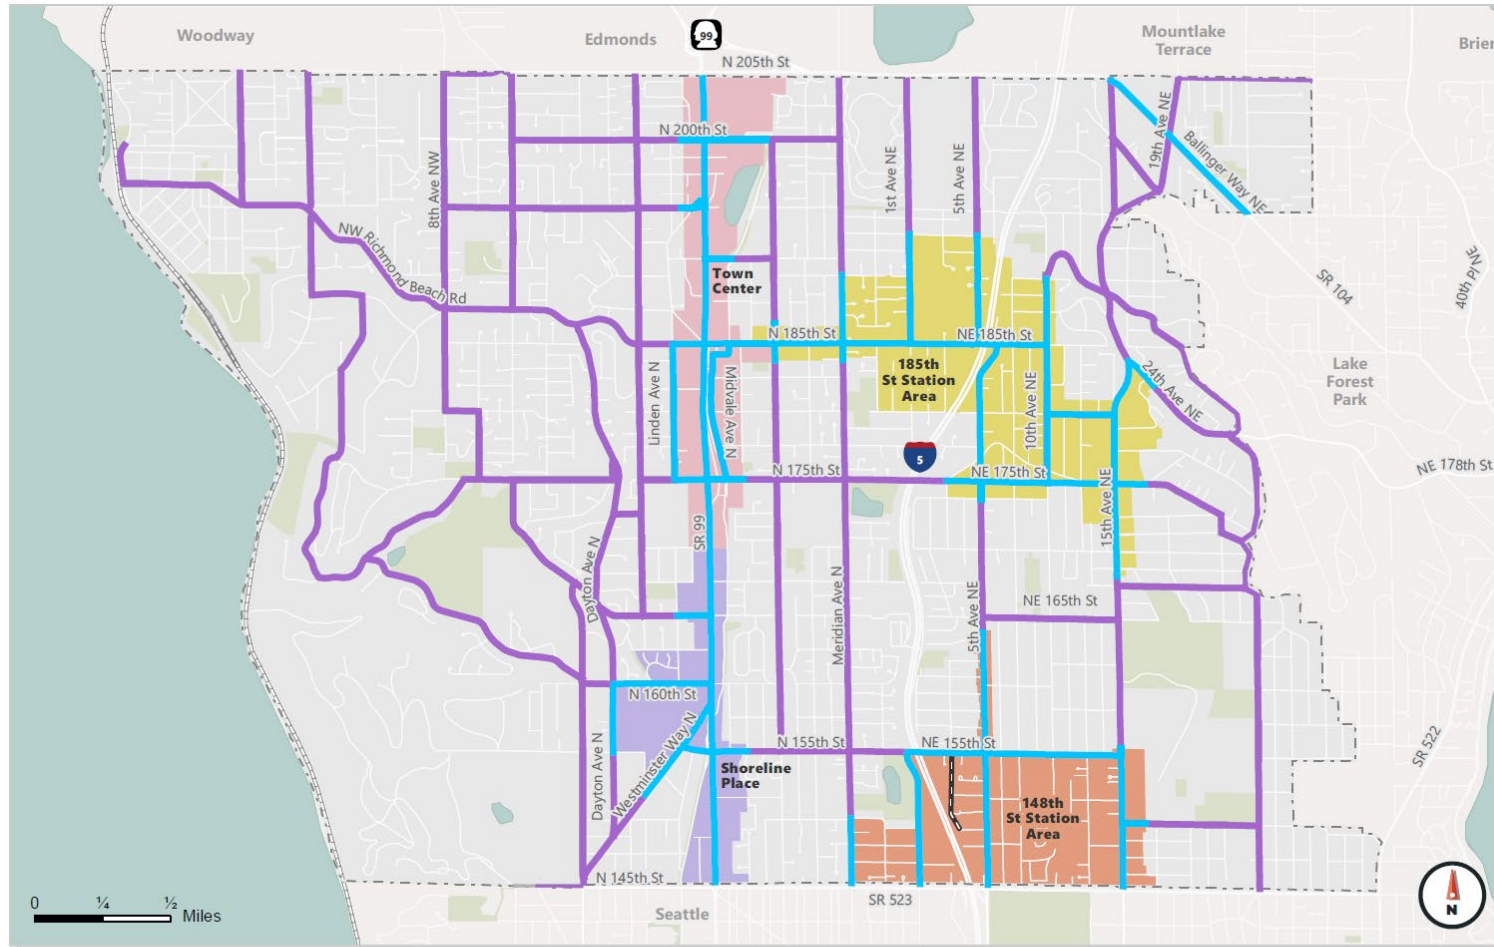 Woodway
Edmonds
99
Mountlake
Terrace
Brier
N 205th St
N 200th St
8th Ave NW
1st Ave NE
5th Ave NE
19th Ave NE
Ballinger Way NE
NW Richmond Beach Rd
Town
Center
SR 104
40th Pl NE
N 185th St
NE 185th St
185th
St Station
Area
Linden Ave N
Midvale Ave N
10th Ave NE
24th Ave NE
Lake
Forest
Park
5
N 175th St
NE 175th St
NE 178th St
SR 99
15th Ave NE
Dayton Ave N
Meridian Ave N
5th Ave NE
NE 165th St
N 160th St
Dayton Ave N
Westminster Way N
N 155th St
NE 155th St
SR 522
Shoreline
Place
148th
St Station
Area
N 145th St
SR 523
Seattle
0 ¼ ½ Miles
N